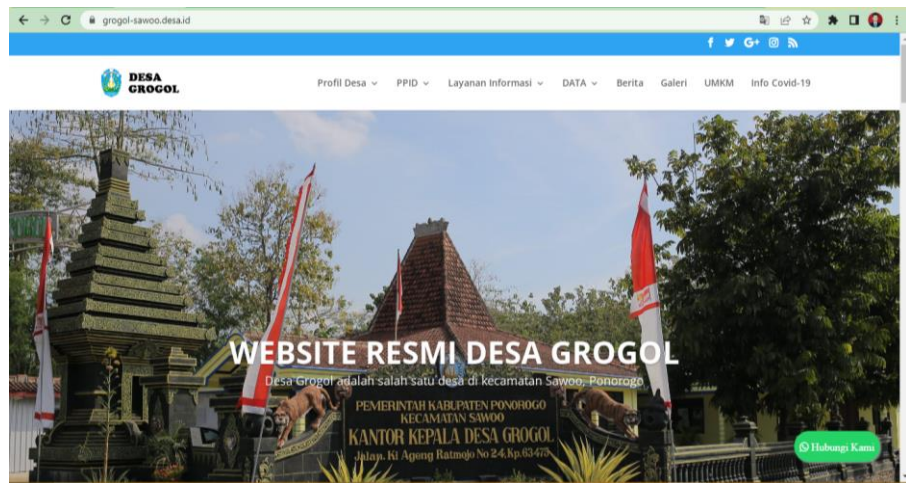 grogol-sawoo.desa.id
DESA
GROGOL
Profil Desa PPID Layanan Informasi DATA Berita Galeri UMKM Info Covid-19
WEBSITE RESMI DESA GROGOL
Desa Grogol adalah salah satu desa di kecamatan Sawoo, Ponorogo
PEMERINTAH KABUPATEN PONOROGO
KECAMATAN SAWOO
KANTOR KEPALA DESA GROGOL
Jalan. Ki Ageng Ratmojo No 24, Kp.63475
Hubungi Kami